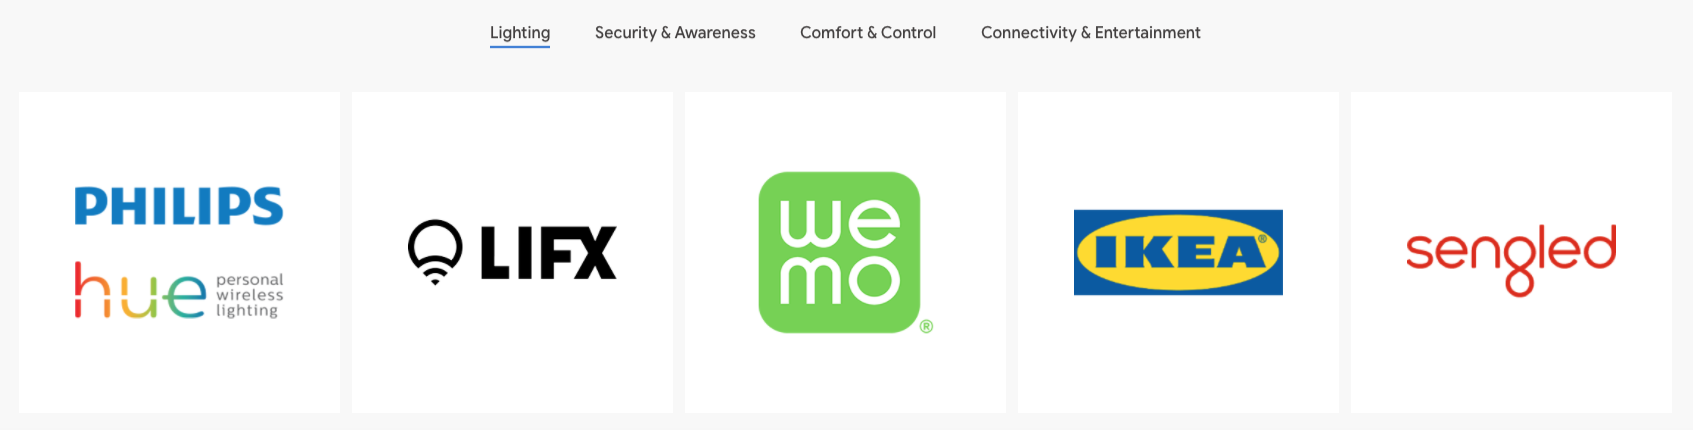 Lighting Security & Awareness Comfort & Control Connectivity & Entertainment
PHILIPS
hue personal wireless lighting
LIFX
we
mo
®
IKEA®
sengled